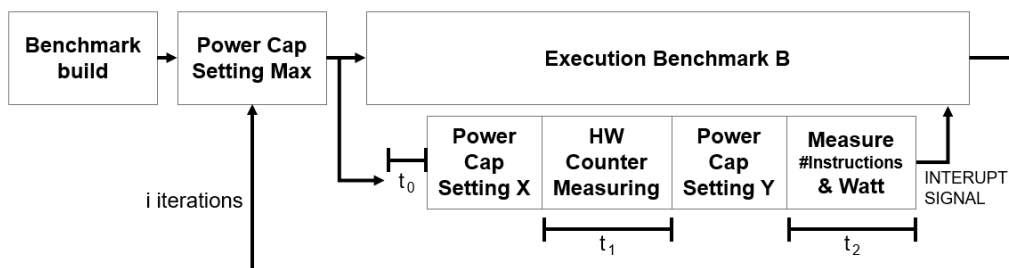 Benchmark
build
Power Cap
Setting Max
Execution Benchmark B
Power
Cap
Setting X
HW
Counter
Measuring
Power
Cap
Setting Y
Measure
#Instructions
& Watt
INTERUPT
SIGNAL
t0
i iterations
t1
t2